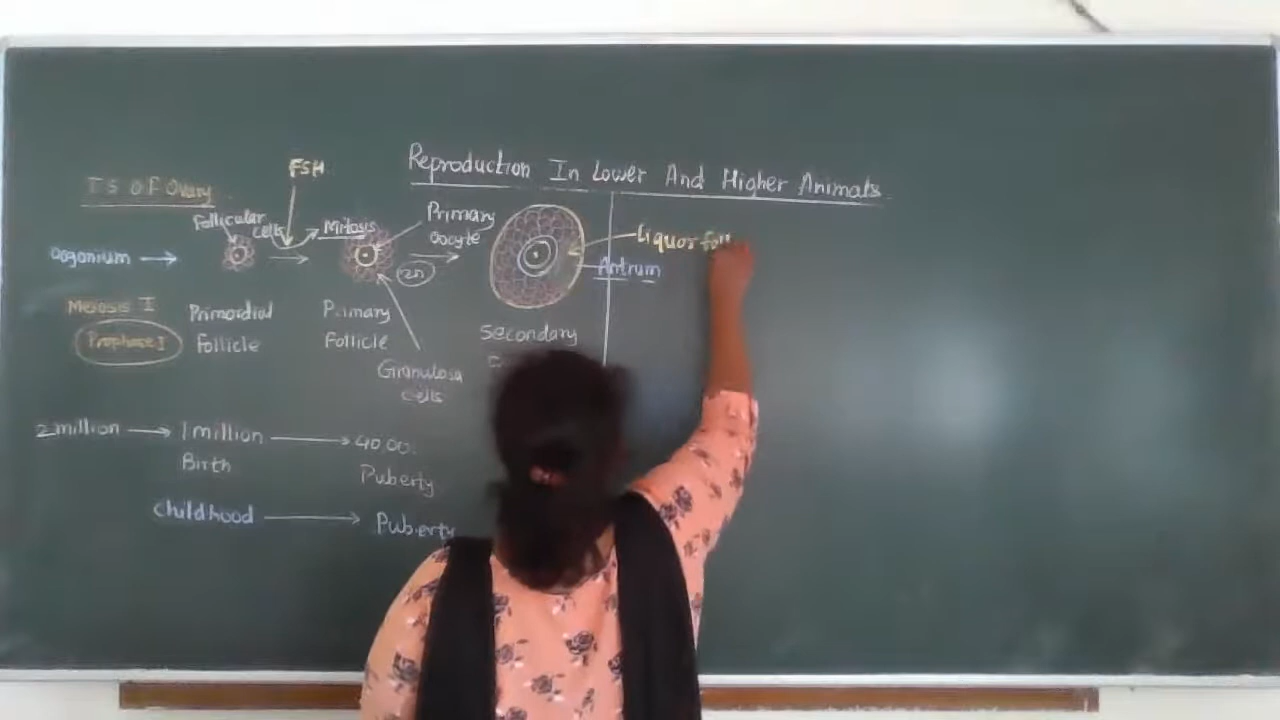 Reproduction In Lower And Higher Animals
T.S Of Ovary
FSH
Follicular
cells
Mitosis
Primary
oocyte
Liquor
Antrum
Oogonium
2n
Meiosis I
Prophase I
Primordial
Follicle
Primary
Follicle
Secondary
Granulosa
cells
2 million
1 million
Birth
Puberty
Childhood
Puberty